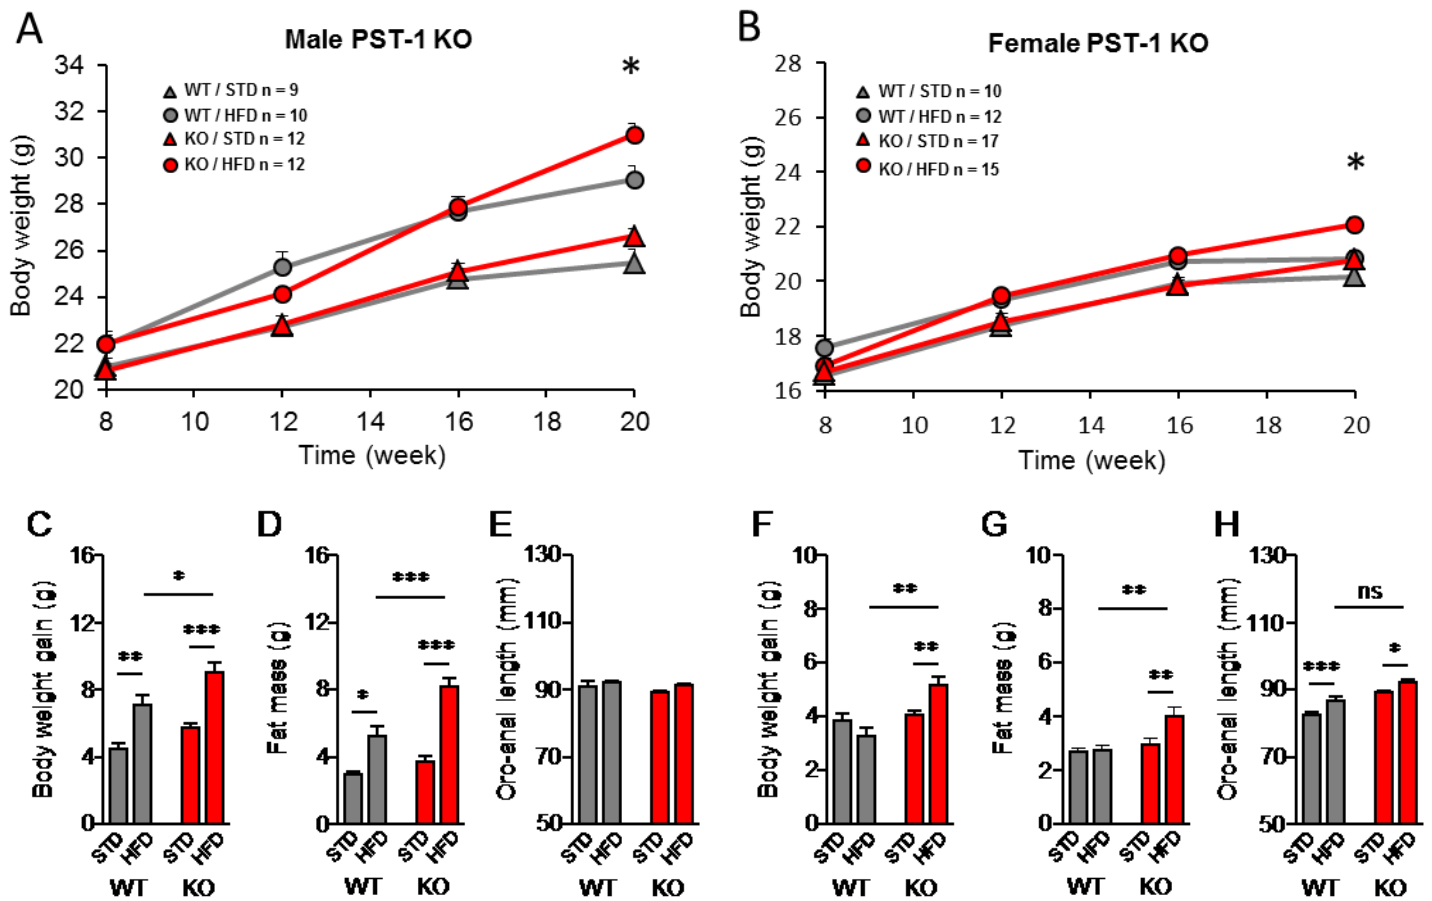 A
Male PST-1 KO
Body weight (g)
34
32
30
28
26
24
22
20
WT / STD n = 9
WT / HFD n = 10
KO / STD n = 12
KO / HFD n = 12
*
8 10 12 14 16 18 20
Time (week)
B
Female PST-1 KO
Body weight (g)
28
26
24
22
20
18
16
WT / STD n = 10
WT / HFD n = 12
KO / STD n = 17
KO / HFD n = 15
*
8 10 12 14 16 18 20
Time (week)
C
Body weight gain (g)
16
12
8
4
0
*
**
***
STD HFD STD HFD
WT KO
D
Fat mass (g)
16
12
8
4
0
***
*
***
STD HFD STD HFD
WT KO
E
Oro-anal length (mm)
130
110
90
70
50
STD HFD STD HFD
WT KO
F
Body weight gain (g)
10
8
6
4
2
0
**
**
STD HFD STD HFD
WT KO
G
Fat mass (g)
10
8
6
4
2
0
**
**
STD HFD STD HFD
WT KO
H
Oro-anal length (mm)
130
110
90
70
50
ns
***
*
STD HFD STD HFD
WT KO